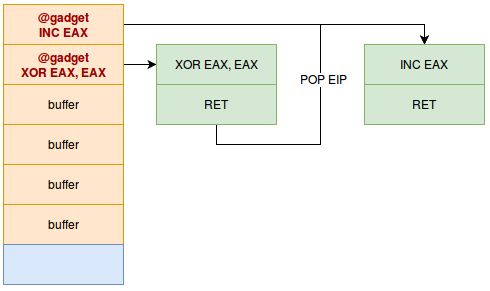 @gadget
INC EAX
@gadget
XOR EAX, EAX
buffer
buffer
buffer
buffer
XOR EAX, EAX
RET
POP EIP
INC EAX
RET